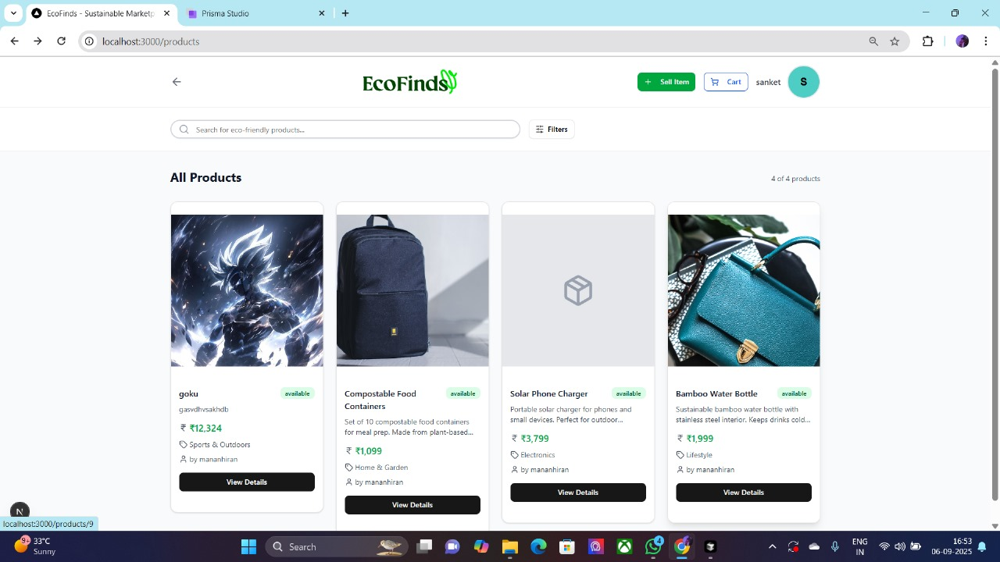 EcoFinds - Sustainable Marketp
Prisma Studio
localhost:3000/products
EcoFinds
+ Sell Item
Cart
sanket
S
Search for eco-friendly products...
Filters
All Products
4 of 4 products
goku
available
gasvdhvsakhdb
₹ ₹12,324
Sports & Outdoors
by mananhiran
View Details
Compostable Food
Containers
available
Set of 10 compostable food containers
for meal prep. Made from plant-based...
₹ ₹1,099
Home & Garden
by mananhiran
View Details
Solar Phone Charger
available
Portable solar charger for phones and
small devices. Perfect for outdoor...
₹ ₹3,799
Electronics
by mananhiran
View Details
Bamboo Water Bottle
available
Sustainable bamboo water bottle with
stainless steel interior. Keeps drinks cold...
₹ ₹1,999
Lifestyle
by mananhiran
View Details
N
localhost:3000/products/9
9+
33°C
Sunny
Search
4
ENG
IN
16:53
06-09-2025